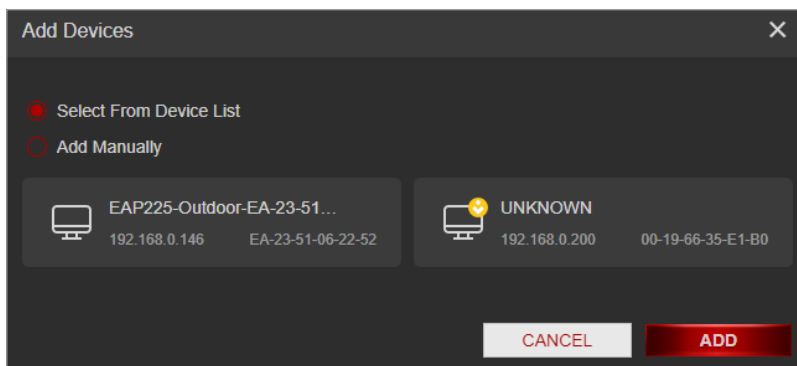 Add Devices
Select From Device List
Add Manually
EAP225-Outdoor-EA-23-51...
192.168.0.146 EA-23-51-06-22-52
UNKNOWN
192.168.0.200 00-19-66-35-E1-B0
CANCEL ADD